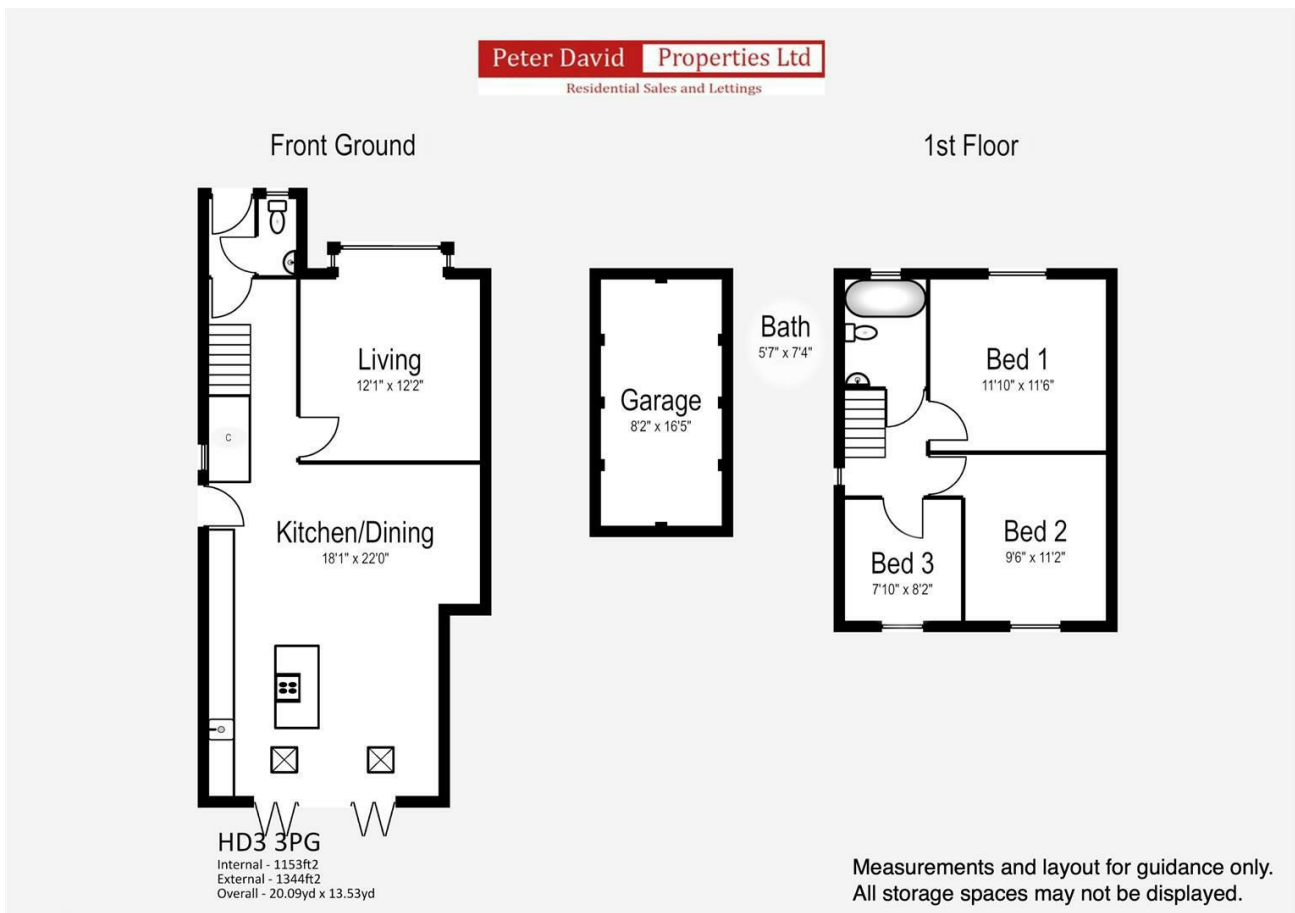 Peter David Properties Ltd
Residential Sales and Lettings
Front Ground
1st Floor
Living
12'1" x 12'2"
C
Kitchen/Dining
18'1" x 22'0"
Garage
8'2" x 16'5"
Bath
5'7" x 7'4"
Bed 1
11'10" x 11'6"
Bed 2
9'6" x 11'2"
Bed 3
7'10" x 8'2"
HD3 3PG
Internal - 1153ft2
External - 1344ft2
Overall - 20.09yd x 13.53yd
Measurements and layout for guidance only.
All storage spaces may not be displayed.